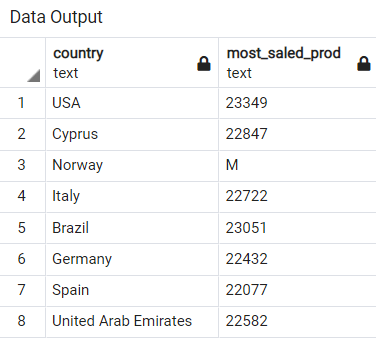 Data Output
country most_saled_prod
text text
1 USA 23349
2 Cyprus 22847
3 Norway M
4 Italy 22722
5 Brazil 23051
6 Germany 22432
7 Spain 22077
8 United Arab Emirates 22582